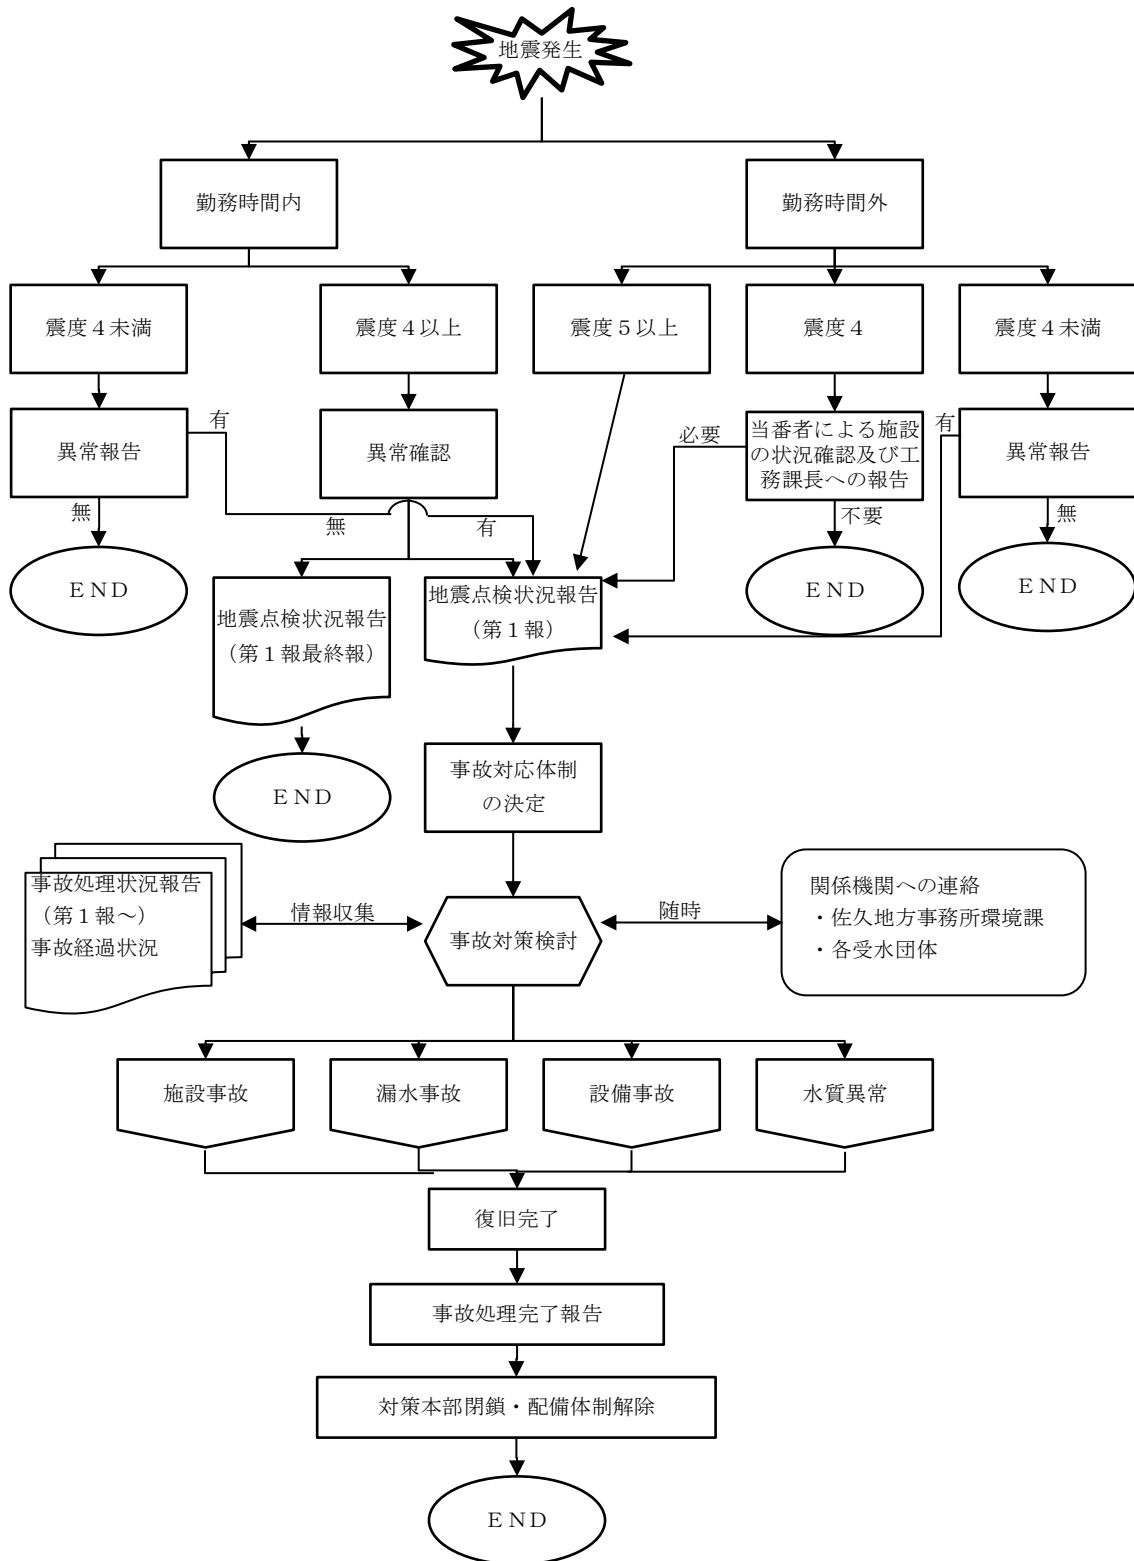 地震発生
勤務時間内
勤務時間外
震度４未満
震度４以上
震度５以上
震度４
震度４未満
異常報告
有
異常確認
必要
当番者による施設
の状況確認及び工
務課長への報告
有
異常報告
無
無
有
不要
無
ＥＮＤ
ＥＮＤ
ＥＮＤ
地震点検状況報告
（第１報最終報）
地震点検状況報告
（第１報）
ＥＮＤ
事故対応体制
の決定
事故処理状況報告
（第１報～）
事故経過状況
情報収集
事故対策検討
随時
関係機関への連絡
・佐久地方事務所環境課
・各受水団体
施設事故
漏水事故
設備事故
水質異常
復旧完了
事故処理完了報告
対策本部閉鎖・配備体制解除
ＥＮＤ